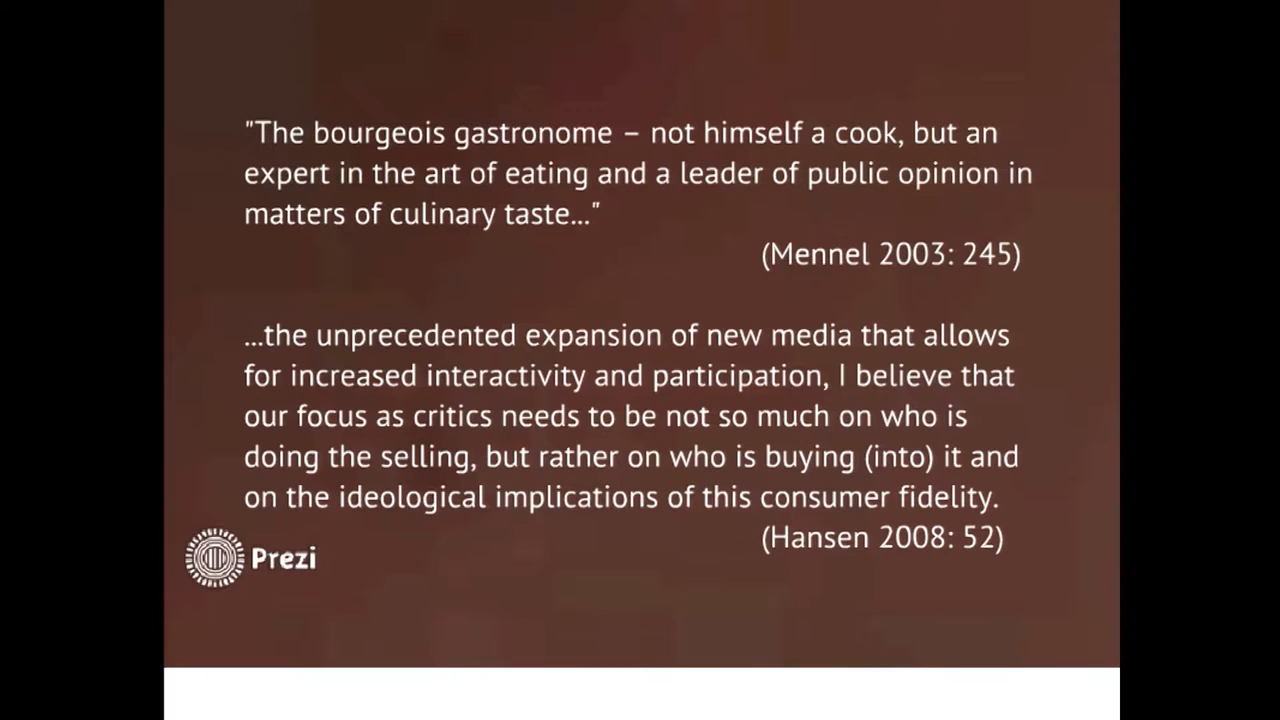 "The bourgeois gastronome – not himself a cook, but an
expert in the art of eating and a leader of public opinion in
matters of culinary taste..."
(Mennel 2003: 245)
...the unprecedented expansion of new media that allows
for increased interactivity and participation, I believe that
our focus as critics needs to be not so much on who is
doing the selling, but rather on who is buying (into) it and
on the ideological implications of this consumer fidelity.
(Hansen 2008: 52)
Prezi